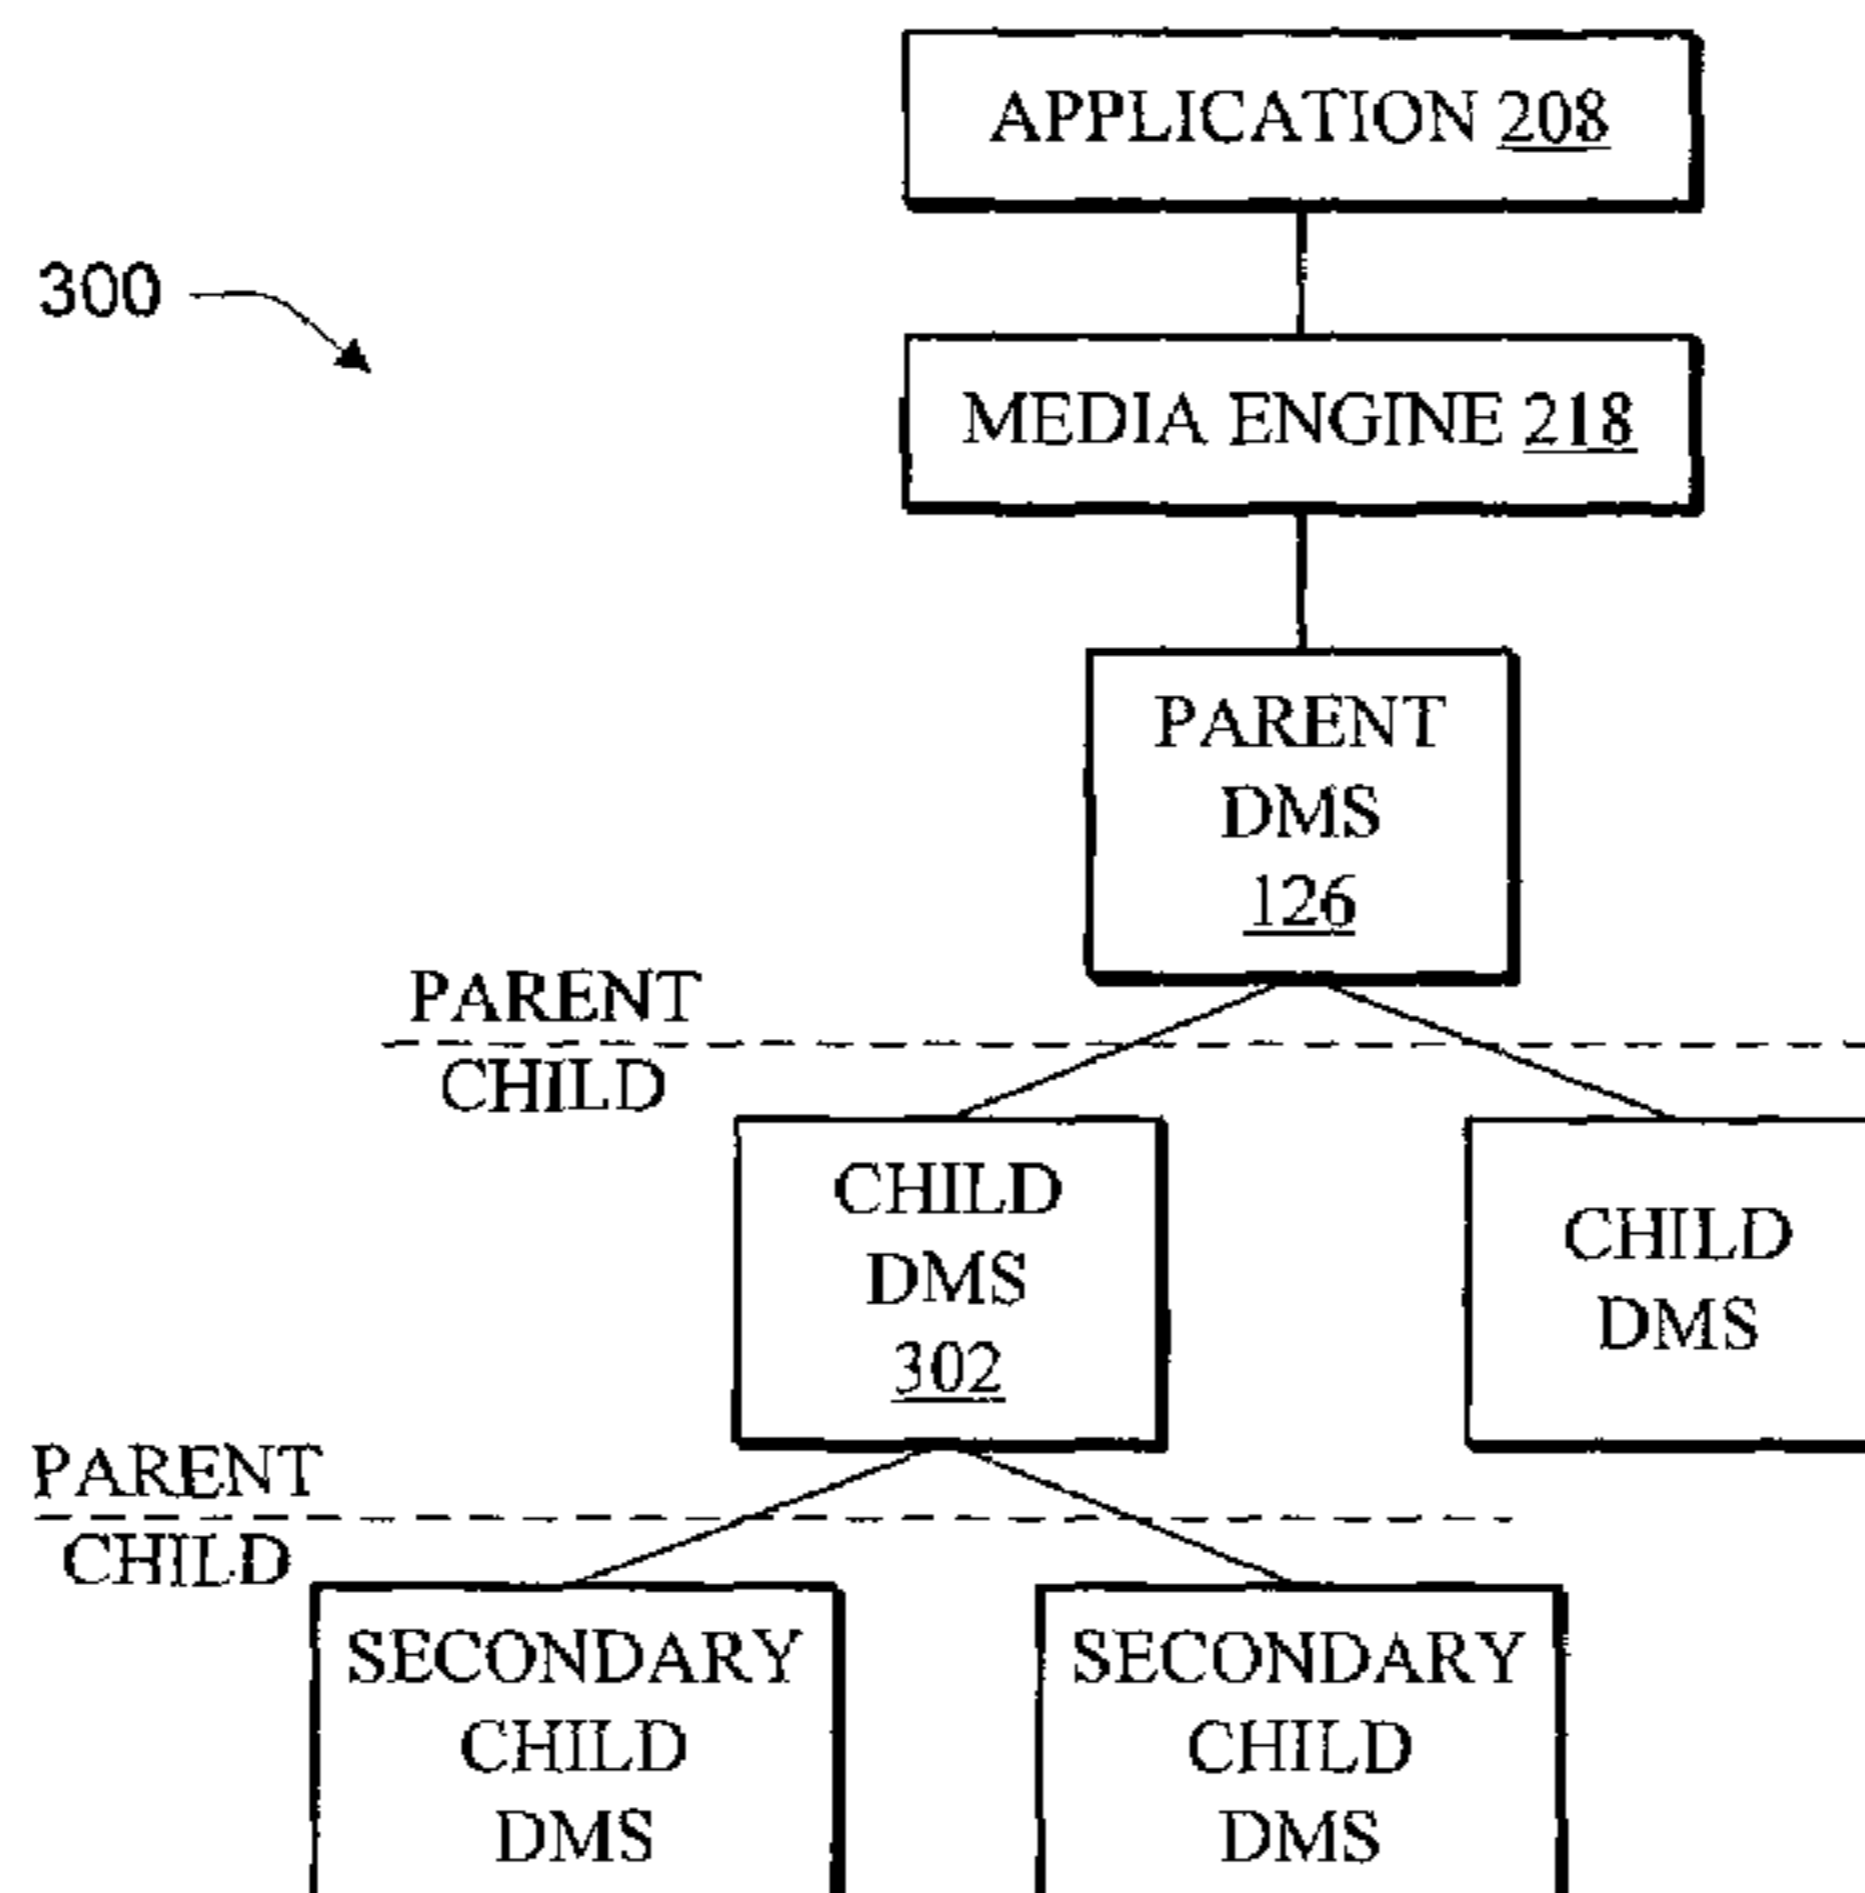 APPLICATION 208
300
MEDIA ENGINE 218
PARENT
DMS
126
PARENT
CHILD
CHILD
DMS
302
CHILD
DMS
PARENT
CHILD
SECONDARY
CHILD
DMS
SECONDARY
CHILD
DMS